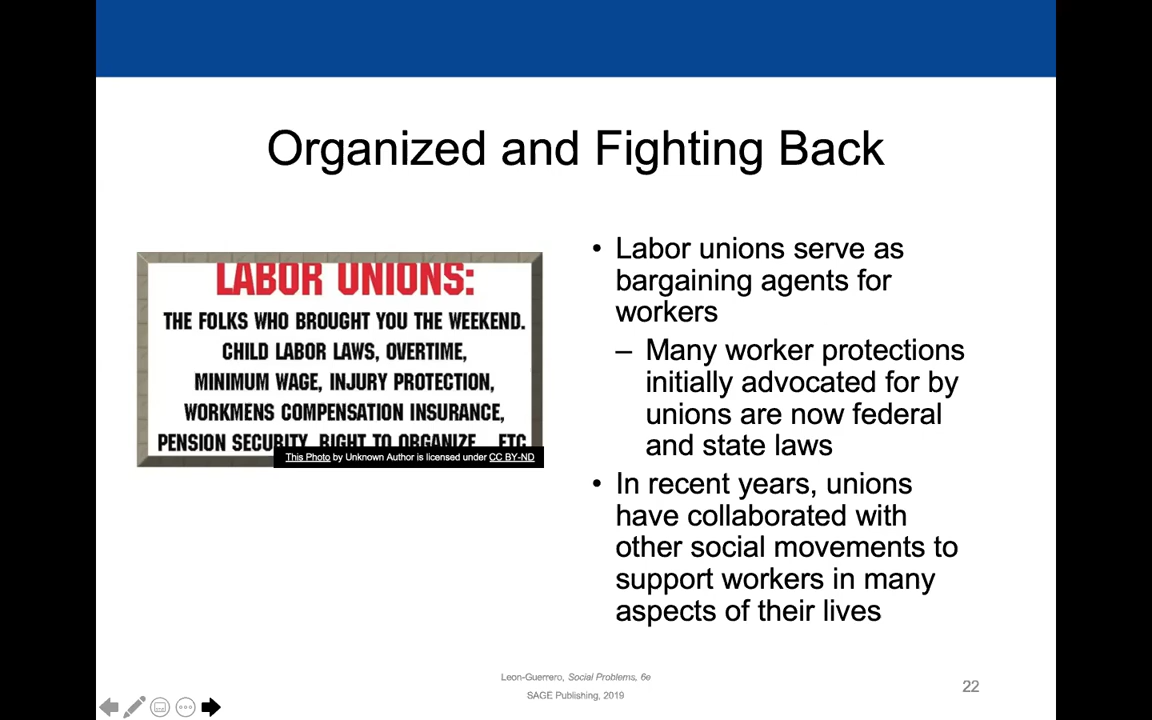 Organized and Fighting Back
LABOR UNIONS:
THE FOLKS WHO BROUGHT YOU THE WEEKEND.
CHILD LABOR LAWS, OVERTIME,
MINIMUM WAGE, INJURY PROTECTION,
WORKMENS COMPENSATION INSURANCE,
PENSION SECURITY, RIGHT TO ORGANIZE... ETC.
This Photo by Unknown Author is licensed under CC BY-ND
• Labor unions serve as
bargaining agents for
workers
– Many worker protections
initially advocated for by
unions are now federal
and state laws
• In recent years, unions
have collaborated with
other social movements to
support workers in many
aspects of their lives
Leon-Guerrero, Social Problems, 6e
SAGE Publishing, 2019
22